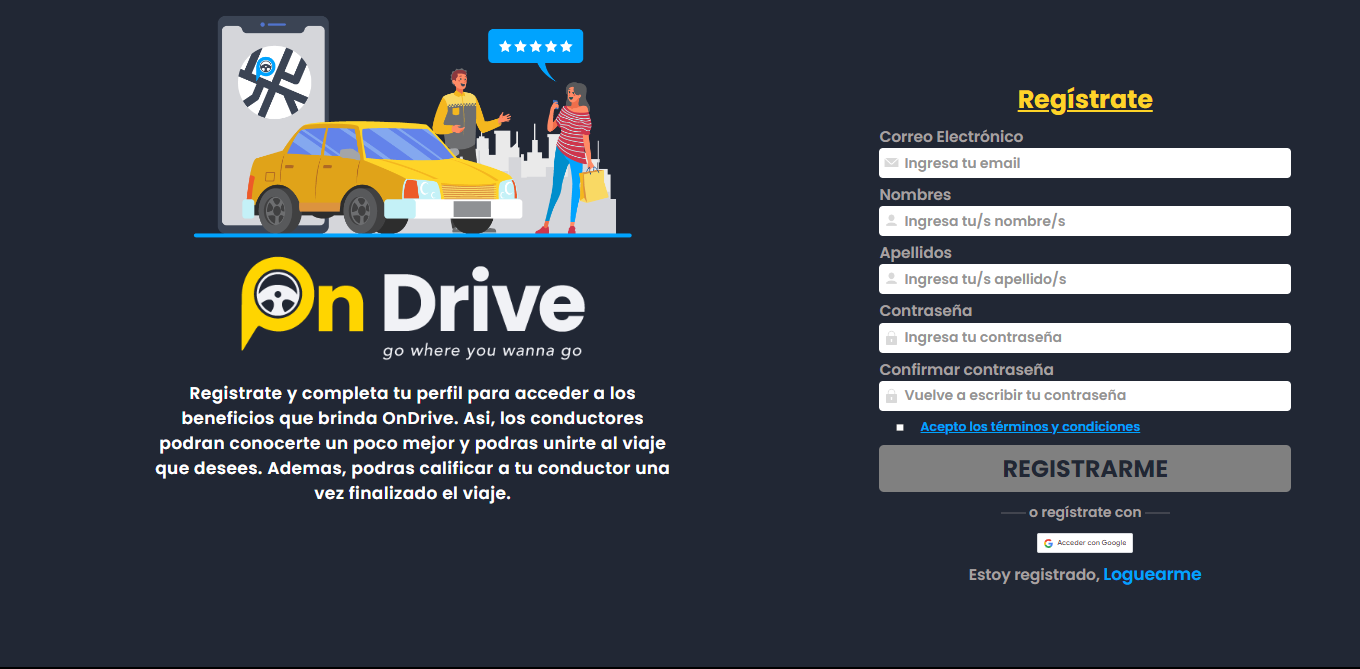 On Drive
go where you wanna go
Registrate y completa tu perfil para acceder a los
beneficios que brinda OnDrive. Asi, los conductores
podran conocerte un poco mejor y podras unirte al viaje
que desees. Ademas, podras calificar a tu conductor una
vez finalizado el viaje.
Regístrate
Correo Electrónico
Ingresa tu email
Nombres
Ingresa tu/s nombre/s
Apellidos
Ingresa tu/s apellido/s
Contraseña
Ingresa tu contraseña
Confirmar contraseña
Vuelve a escribir tu contraseña
Acepto los términos y condiciones
REGISTRARME
o regístrate con
Acceder con Google
Estoy registrado, Loguearme